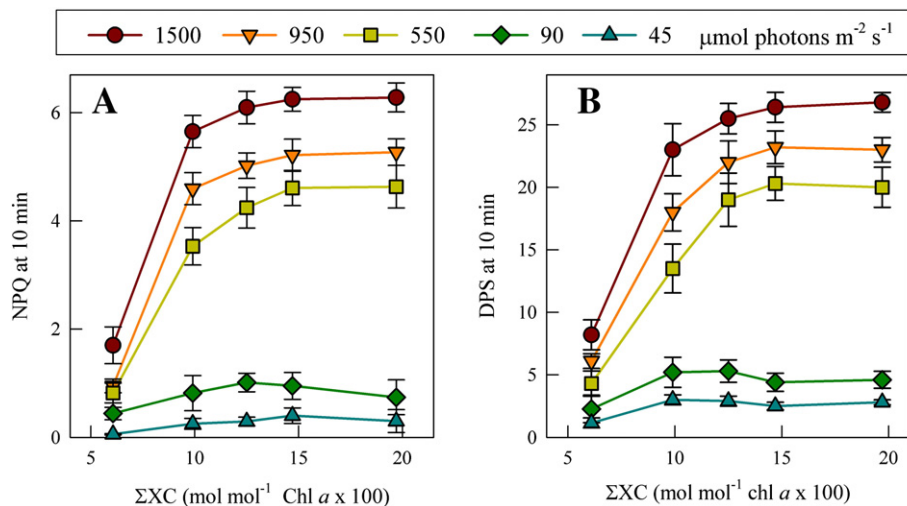 1500 950 550 90 45 μmol photons m⁻² s⁻¹
A
B
NPQ at 10 min
6
4
2
0
5 10 15 20
ΣXC (mol mol⁻¹ Chl a x 100)
DPS at 10 min
25
20
15
10
5
0
5 10 15 20
ΣXC (mol mol⁻¹ chl a x 100)